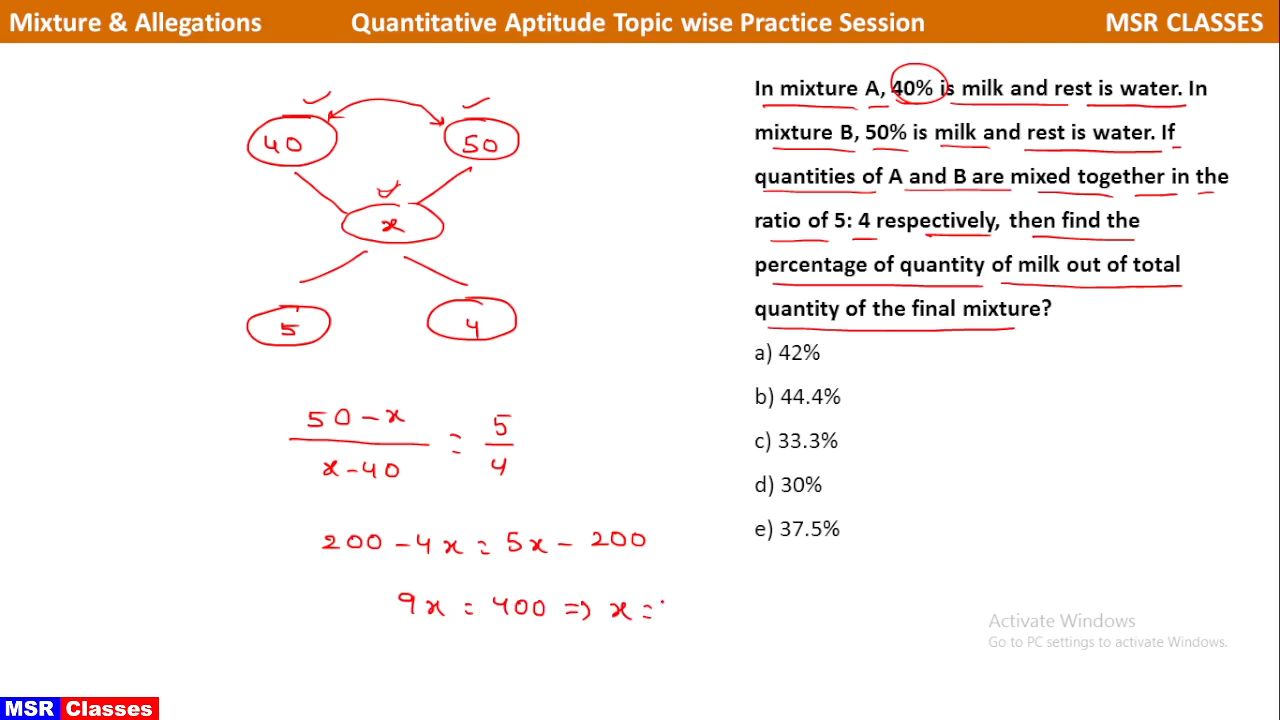 Mixture & Allegations Quantitative Aptitude Topic wise Practice Session MSR CLASSES
40 50
x
5 4
50 - x / x - 40 = 5 / 4
200 - 4x = 5x - 200
9x = 400 => x =
In mixture A, 40% is milk and rest is water. In
mixture B, 50% is milk and rest is water. If
quantities of A and B are mixed together in the
ratio of 5: 4 respectively, then find the
percentage of quantity of milk out of total
quantity of the final mixture?
a) 42%
b) 44.4%
c) 33.3%
d) 30%
e) 37.5%
Activate Windows
Go to PC settings to activate Windows.
MSR Classes